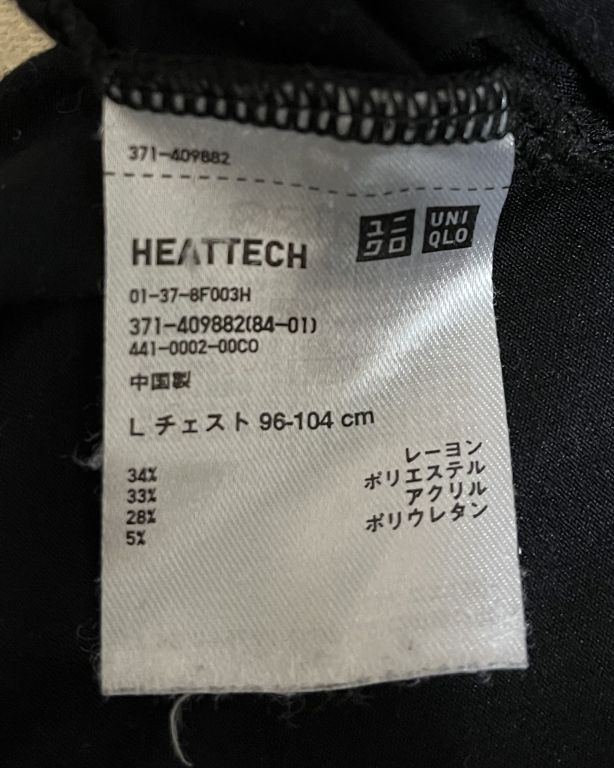 371-409882
ユニ
クロ
UNI
QLO
HEATTECH
01-37-8F003H
371-409882(84-01)
441-0002-00C0
中国製
L チェスト 96-104 cm
34% レーヨン
33% ポリエステル
28% アクリル
5% ポリウレタン